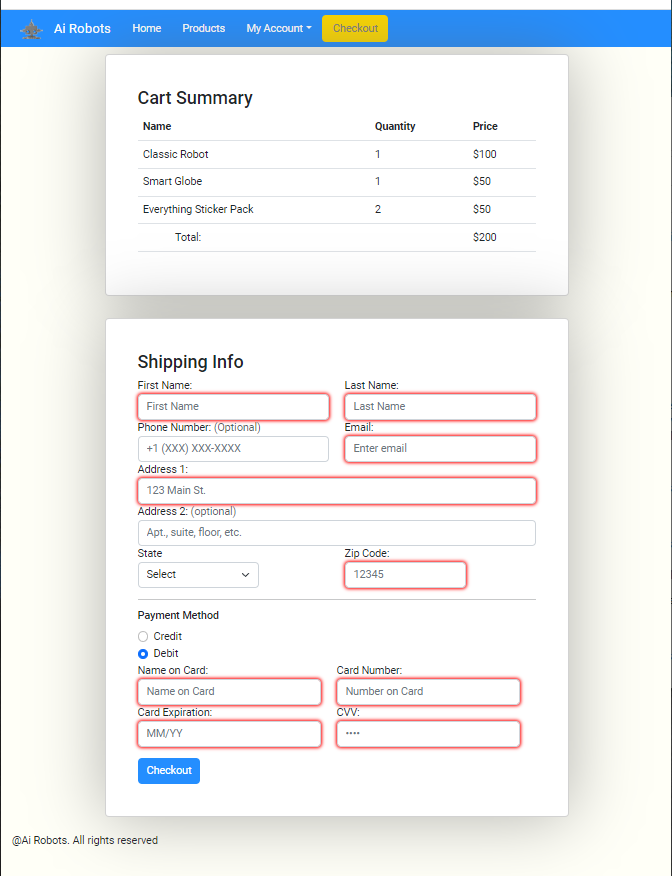 Ai Robots Home Products My Account Checkout
Cart Summary
Name Quantity Price
Classic Robot 1 $100
Smart Globe 1 $50
Everything Sticker Pack 2 $50
Total: $200
Shipping Info
First Name: Last Name:
First Name Last Name
Phone Number: (Optional) Email:
+1 (XXX) XXX-XXXX Enter email
Address 1:
123 Main St.
Address 2: (optional)
Apt., suite, floor, etc.
State Zip Code:
Select 12345
Payment Method
Credit
Debit
Name on Card: Card Number:
Name on Card Number on Card
Card Expiration: CVV:
MM/YY ••••
Checkout
@Ai Robots. All rights reserved